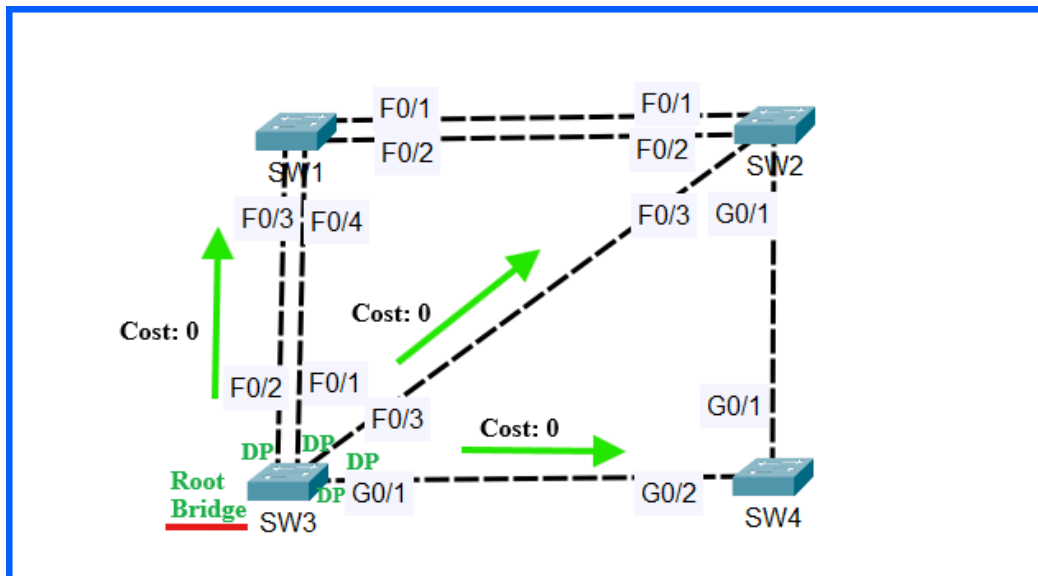 F0/1
F0/1
F0/2
F0/2
SW1
SW2
F0/3
F0/4
F0/3
G0/1
Cost: 0
Cost: 0
F0/2
F0/1
F0/3
G0/1
Cost: 0
DP
DP
DP
Root
Bridge
DP
G0/1
G0/2
SW3
SW4